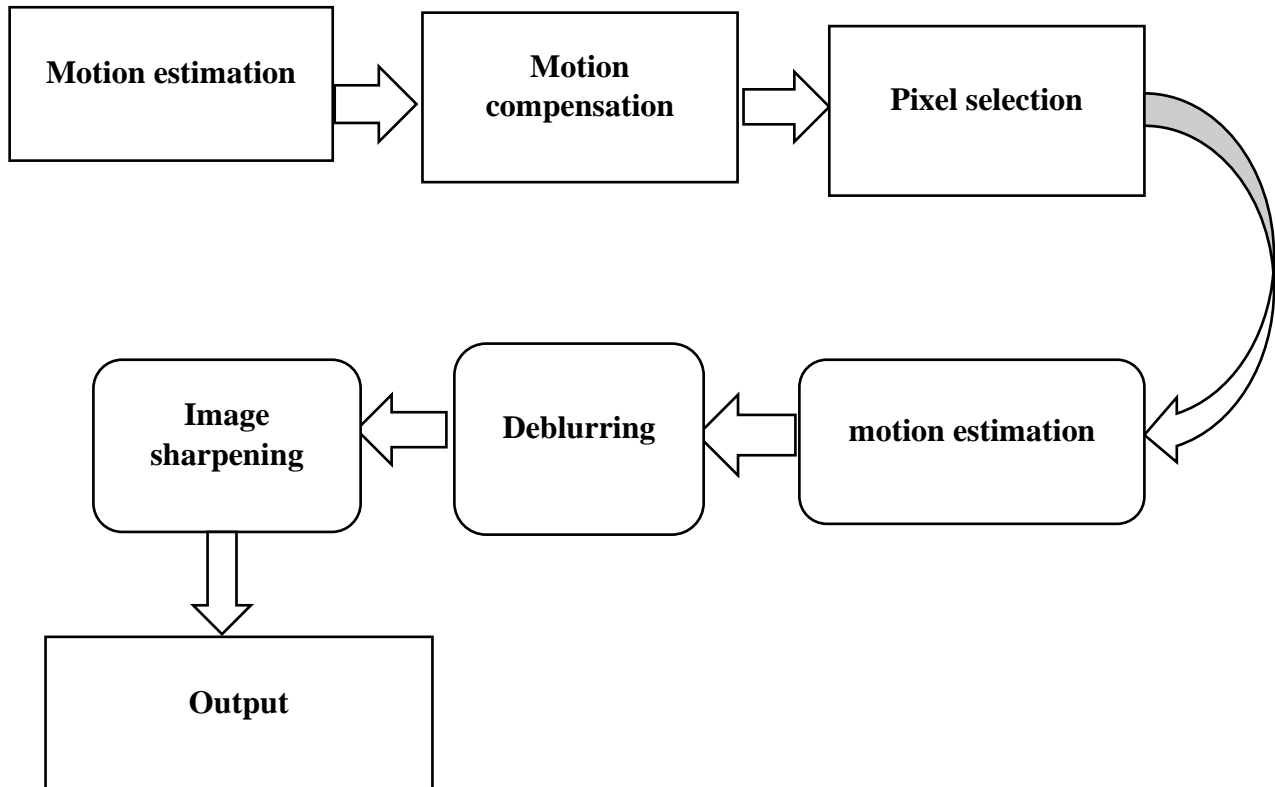 Motion estimation
Motion
compensation
Pixel selection
motion estimation
Deblurring
Image
sharpening
Output